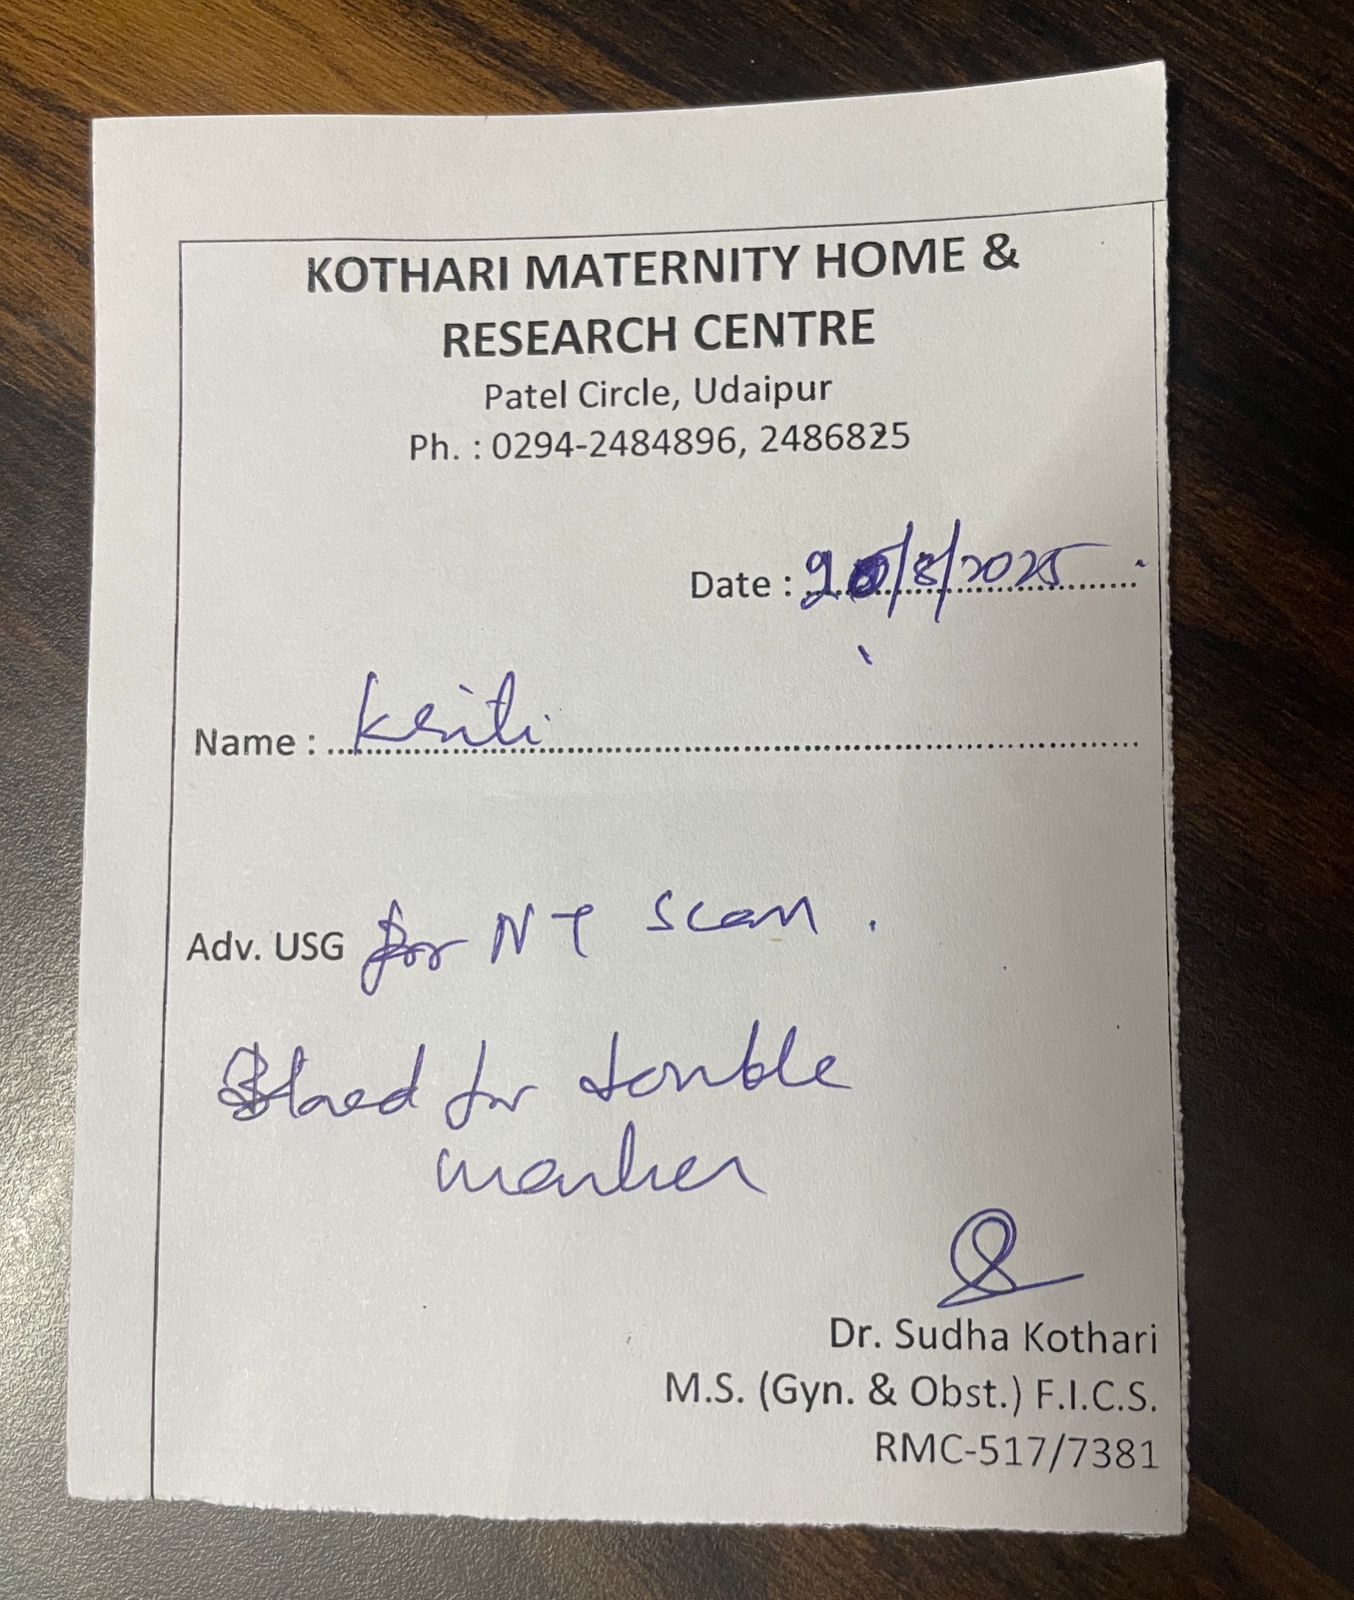 KOTHARI MATERNITY HOME &
RESEARCH CENTRE
Patel Circle, Udaipur
Ph. : 0294-2484896, 2486825
Date : 20/8/2025
Name : Kriti
Adv. USG for NT scan.
Blood for double
marker
Dr. Sudha Kothari
M.S. (Gyn. & Obst.) F.I.C.S.
RMC-517/7381